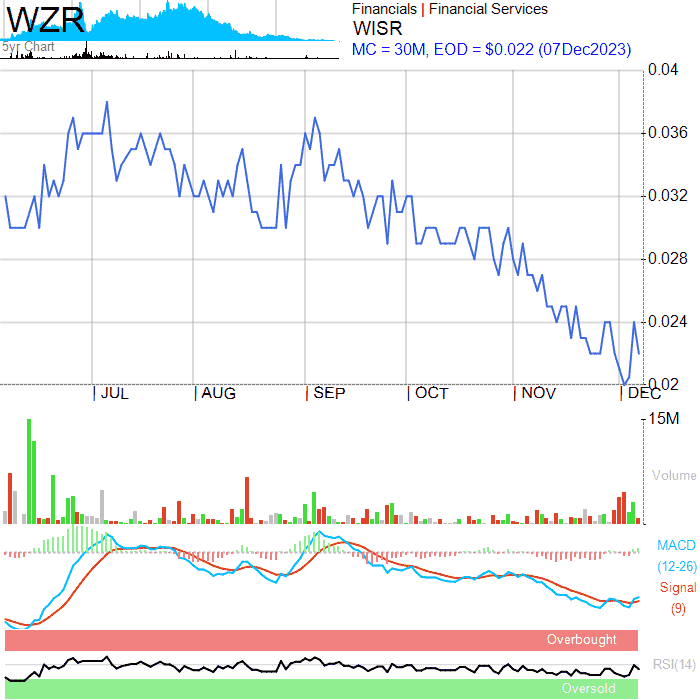 WZR
Financials | Financial Services
WISR
5yr Chart
MC = 30M, EOD = $0.022 (07Dec2023)
0.04
0.036
0.032
0.028
0.024
0.02
JUL
AUG
SEP
OCT
NOV
DEC
15M
Volume
MACD
(12-26)
Signal
(9)
Overbought
RSI(14)
Oversold